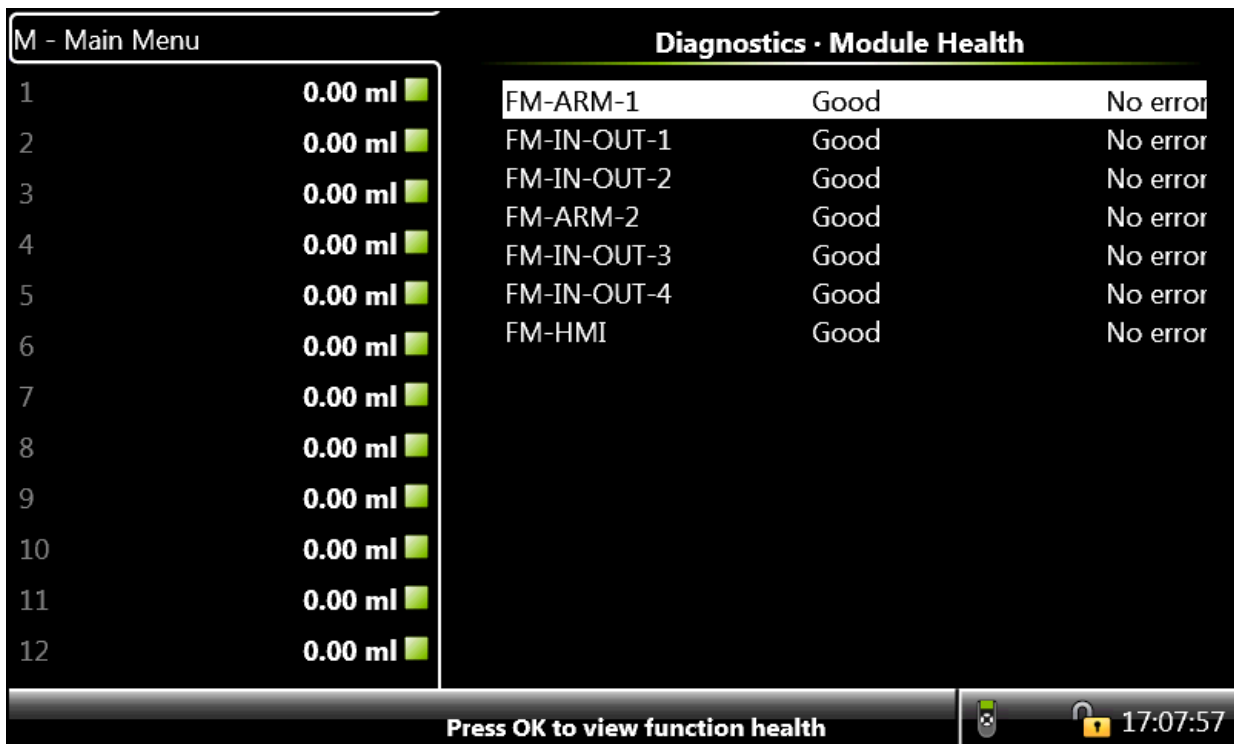 M - Main Menu
1 0.00 ml
2 0.00 ml
3 0.00 ml
4 0.00 ml
5 0.00 ml
6 0.00 ml
7 0.00 ml
8 0.00 ml
9 0.00 ml
10 0.00 ml
11 0.00 ml
12 0.00 ml
Diagnostics · Module Health
FM-ARM-1 Good No error
FM-IN-OUT-1 Good No error
FM-IN-OUT-2 Good No error
FM-ARM-2 Good No error
FM-IN-OUT-3 Good No error
FM-IN-OUT-4 Good No error
FM-HMI Good No error
Press OK to view function health
17:07:57